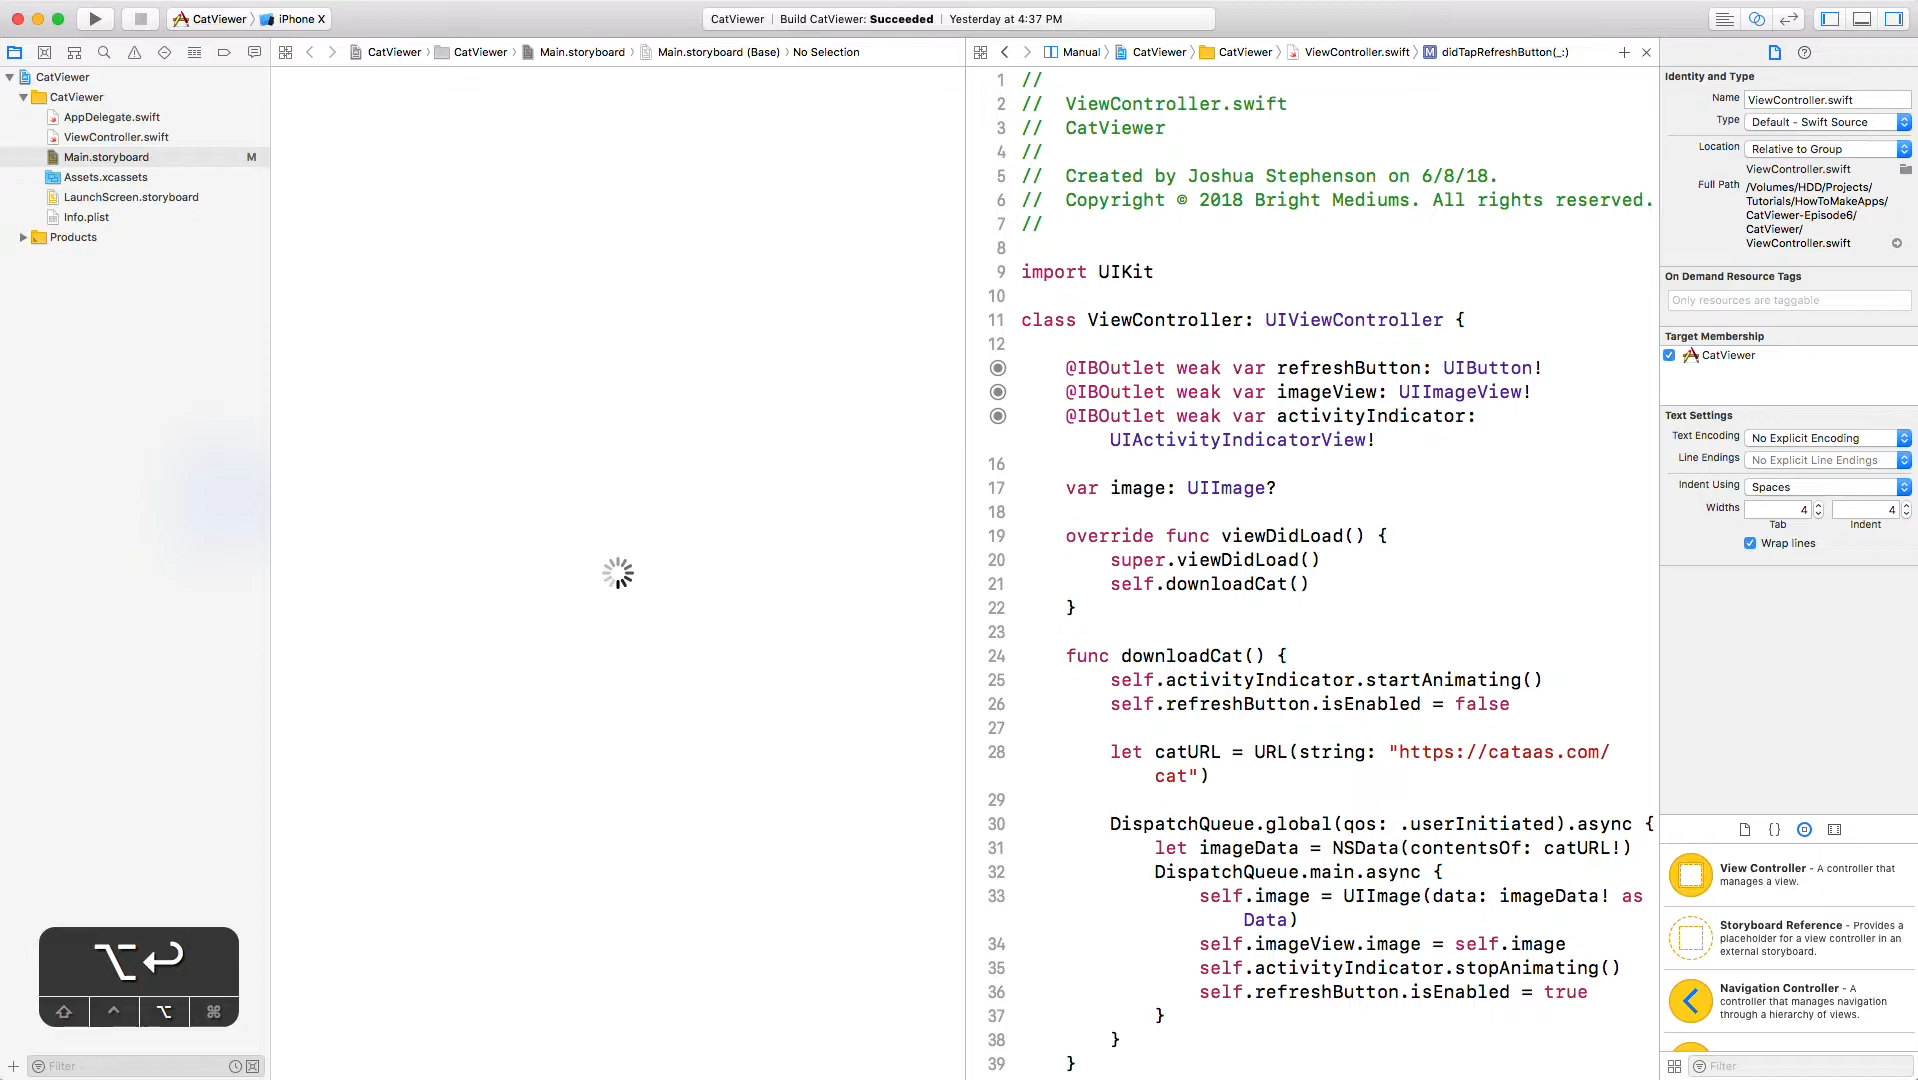 CatViewer
iPhone X
CatViewer
Build CatViewer: Succeeded
Yesterday at 4:37 PM
CatViewer
CatViewer
Main.storyboard
Main.storyboard (Base)
No Selection
Manual
CatViewer
CatViewer
ViewController.swift
M
didTapRefreshButton(_:)
CatViewer
CatViewer
AppDelegate.swift
ViewController.swift
Main.storyboard M
Assets.xcassets
LaunchScreen.storyboard
Info.plist
Products
1 //
2 //  ViewController.swift
3 //  CatViewer
4 //
5 //  Created by Joshua Stephenson on 6/8/18.
6 //  Copyright © 2018 Bright Mediums. All rights reserved.
7 //
8
9 import UIKit
10
11 class ViewController: UIViewController {
12
@IBOutlet weak var refreshButton: UIButton!
@IBOutlet weak var imageView: UIImageView!
@IBOutlet weak var activityIndicator:
UIActivityIndicatorView!
16
17 var image: UIImage?
18
19 override func viewDidLoad() {
20 super.viewDidLoad()
21 self.downloadCat()
22 }
23
24 func downloadCat() {
25 self.activityIndicator.startAnimating()
26 self.refreshButton.isEnabled = false
27
28 let catURL = URL(string: "https://cataas.com/
cat")
29
30 DispatchQueue.global(qos: .userInitiated).async {
31 let imageData = NSData(contentsOf: catURL!)
32 DispatchQueue.main.async {
33 self.image = UIImage(data: imageData! as
Data)
34 self.imageView.image = self.image
35 self.activityIndicator.stopAnimating()
36 self.refreshButton.isEnabled = true
37 }
38 }
39 }
Identity and Type
Name ViewController.swift
Type Default - Swift Source
Location Relative to Group
ViewController.swift
Full Path /Volumes/HDD/Projects/
Tutorials/HowToMakeApps/
CatViewer-Episode6/
CatViewer/
ViewController.swift
On Demand Resource Tags
Only resources are taggable
Target Membership
CatViewer
Text Settings
Text Encoding No Explicit Encoding
Line Endings No Explicit Line Endings
Indent Using Spaces
Widths 4 4
Tab Indent
Wrap lines
{}
View Controller - A controller that
manages a view.
Storyboard Reference - Provides a
placeholder for a view controller in an
external storyboard.
Navigation Controller - A
controller that manages navigation
through a hierarchy of views.
Filter
Filter